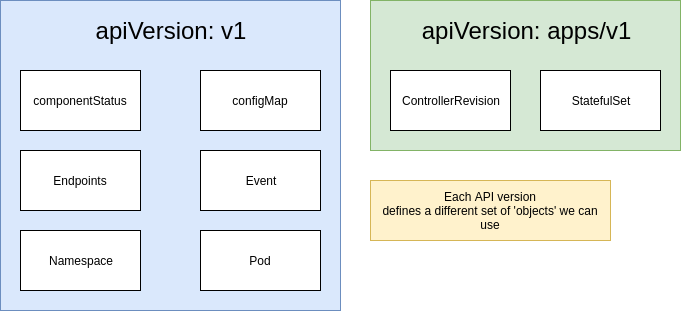 apiVersion: v1
componentStatus
configMap
Endpoints
Event
Namespace
Pod
apiVersion: apps/v1
ControllerRevision
StatefulSet
Each API version
defines a different set of 'objects' we can
use